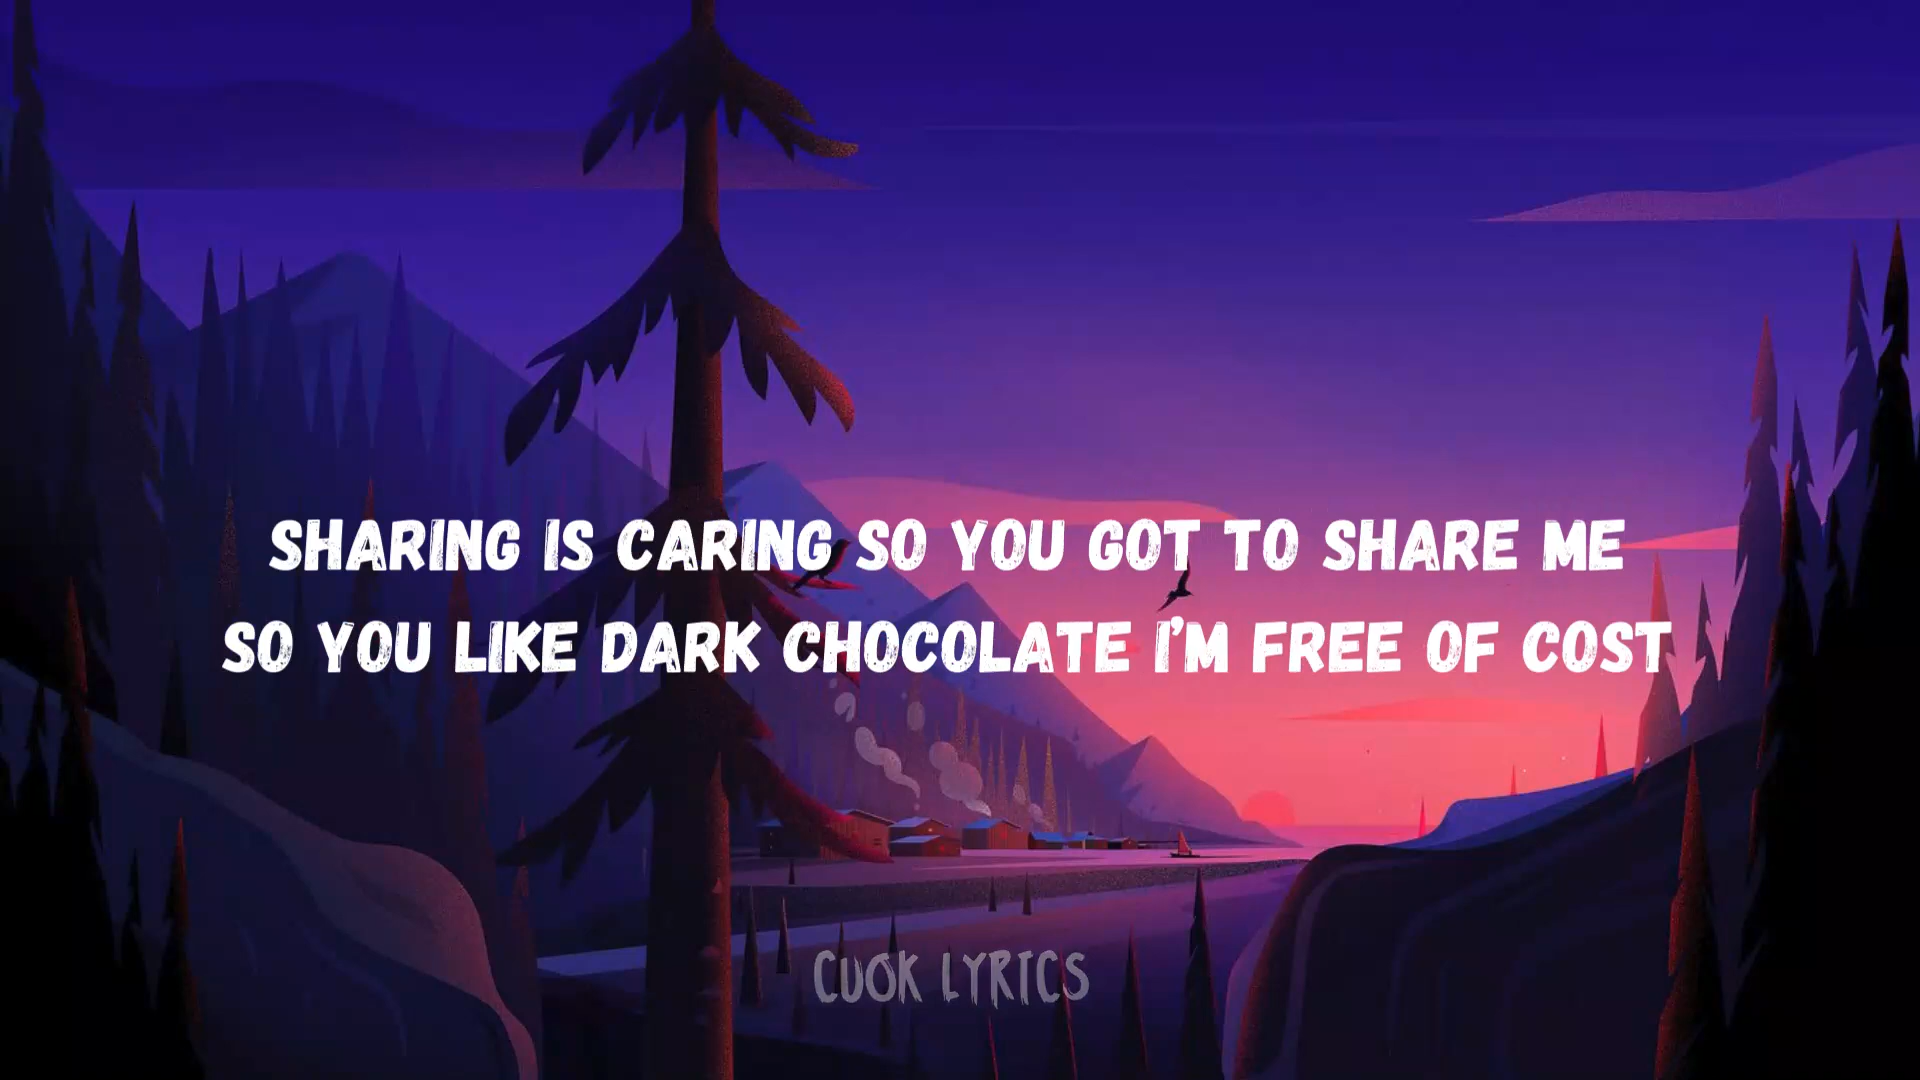 SHARING IS CARING SO YOU GOT TO SHARE ME
SO YOU LIKE DARK CHOCOLATE I'M FREE OF COST
CUOK LYRICS